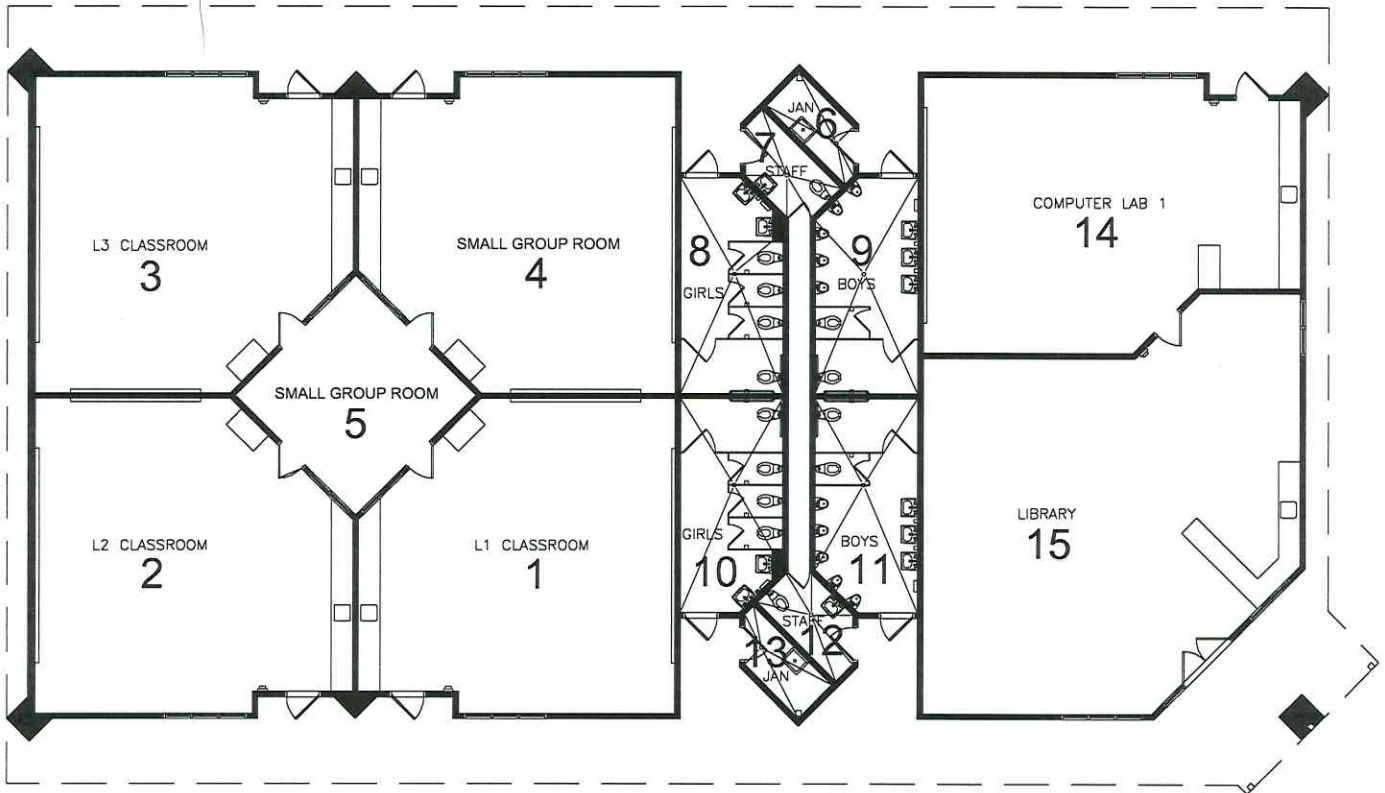 JAN
6
7
STAFF
L3 CLASSROOM
3
SMALL GROUP ROOM
4
8
GIRLS
9
BOYS
COMPUTER LAB 1
14
SMALL GROUP ROOM
5
L2 CLASSROOM
2
L1 CLASSROOM
1
GIRLS
10
BOYS
11
LIBRARY
15
STAFF
12
13
JAN